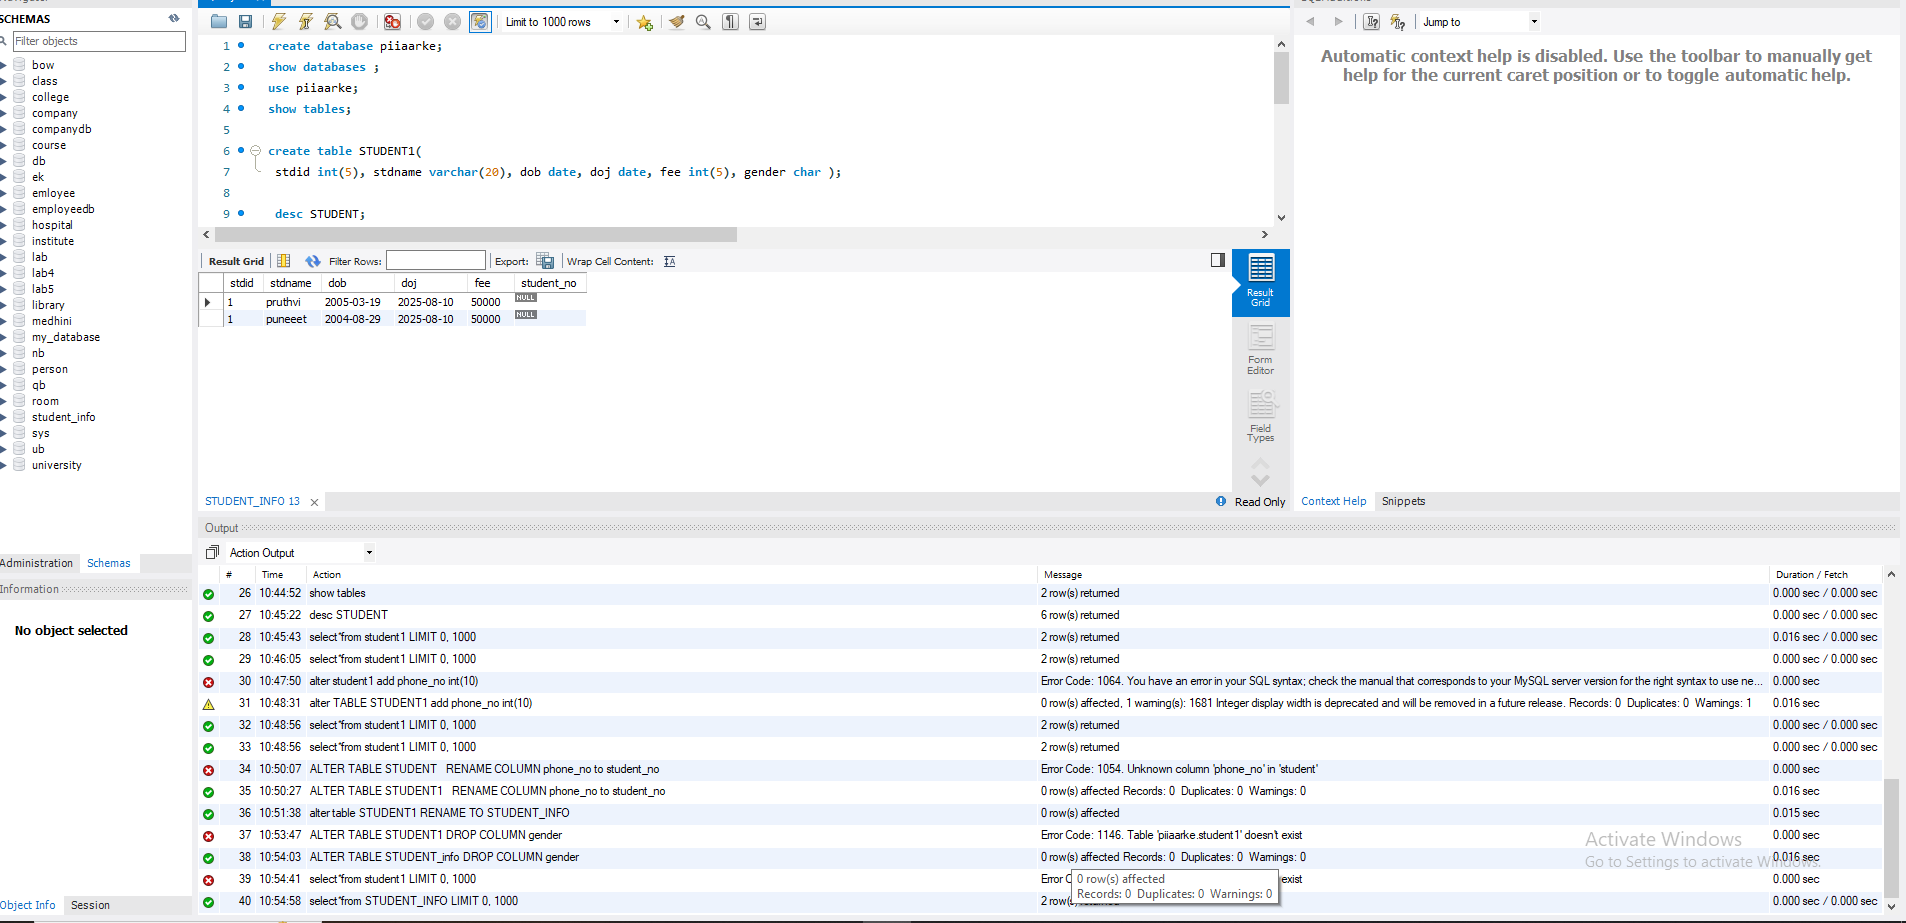 SCHEMAS
Filter objects
bow
class
college
company
companydb
course
db
ek
emloyee
employeedb
hospital
institute
lab
lab4
lab5
library
medhini
my_database
nb
person
qb
room
student_info
sys
ub
university
Administration Schemas
Information
No object selected
Object Info Session
Limit to 1000 rows
1 create database piiaarke;
2 show databases ;
3 use piiaarke;
4 show tables;
5
6 create table STUDENT1(
7 stdid int(5), stdname varchar(20), dob date, doj date, fee int(5), gender char );
8
9 desc STUDENT;
Result Grid Filter Rows: Export: Wrap Cell Content:
stdid stdname dob doj fee student_no
1 pruthvi 2005-03-19 2025-08-10 50000 NULL
1 puneeet 2004-08-29 2025-08-10 50000 NULL
Result
Grid
Form
Editor
Field
Types
STUDENT_INFO 13
Read Only
Jump to
Automatic context help is disabled. Use the toolbar to manually get
help for the current caret position or to toggle automatic help.
Context Help Snippets
Output
Action Output
# Time Action Message Duration / Fetch
26 10:44:52 show tables 2 row(s) returned 0.000 sec / 0.000 sec
27 10:45:22 desc STUDENT 6 row(s) returned 0.000 sec / 0.000 sec
28 10:45:43 select*from student1 LIMIT 0, 1000 2 row(s) returned 0.016 sec / 0.000 sec
29 10:46:05 select*from student1 LIMIT 0, 1000 2 row(s) returned 0.000 sec / 0.000 sec
30 10:47:50 alter student1 add phone_no int(10) Error Code: 1064. You have an error in your SQL syntax; check the manual that corresponds to your MySQL server version for the right syntax to use ne... 0.000 sec
31 10:48:31 alter TABLE STUDENT1 add phone_no int(10) 0 row(s) affected, 1 warning(s): 1681 Integer display width is deprecated and will be removed in a future release. Records: 0 Duplicates: 0 Warnings: 1 0.016 sec
32 10:48:56 select*from student1 LIMIT 0, 1000 2 row(s) returned 0.000 sec / 0.000 sec
33 10:48:56 select*from student1 LIMIT 0, 1000 2 row(s) returned 0.000 sec / 0.000 sec
34 10:50:07 ALTER TABLE STUDENT RENAME COLUMN phone_no to student_no Error Code: 1054. Unknown column 'phone_no' in 'student' 0.000 sec
35 10:50:27 ALTER TABLE STUDENT1 RENAME COLUMN phone_no to student_no 0 row(s) affected Records: 0 Duplicates: 0 Warnings: 0 0.016 sec
36 10:51:38 alter table STUDENT1 RENAME TO STUDENT_INFO 0 row(s) affected 0.015 sec
37 10:53:47 ALTER TABLE STUDENT1 DROP COLUMN gender Error Code: 1146. Table 'piiaarke.student1' doesn't exist 0.000 sec
38 10:54:03 ALTER TABLE STUDENT_info DROP COLUMN gender 0 row(s) affected Records: 0 Duplicates: 0 Warnings: 0 0.016 sec
39 10:54:41 select*from student1 LIMIT 0, 1000 Error exist 0.000 sec
40 10:54:58 select*from STUDENT_INFO LIMIT 0, 1000 2 row(s) 0.000 sec / 0.000 sec
0 row(s) affected
Records: 0 Duplicates: 0 Warnings: 0
Activate Windows
Go to Settings to activate Windows.